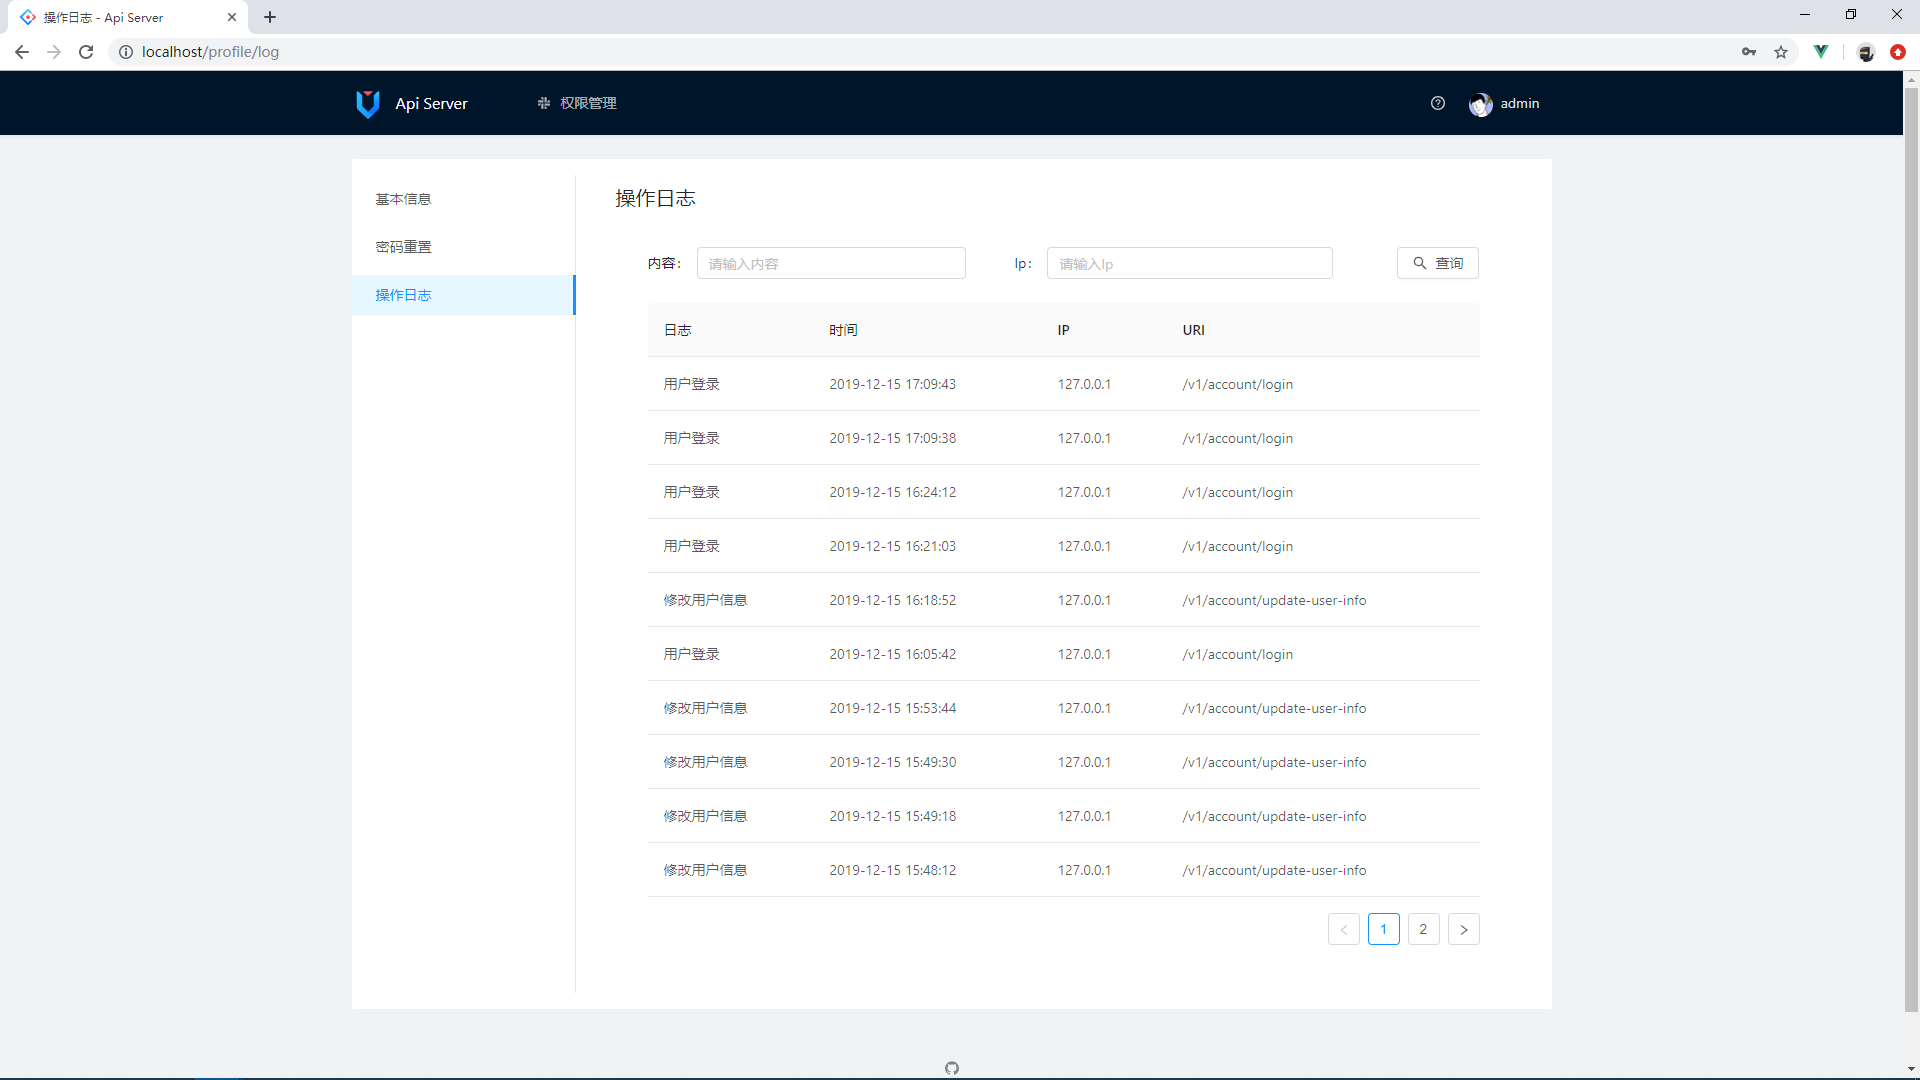 操作日志 - Api Server
localhost/profile/log
Api Server 权限管理 admin
基本信息
密码重置
操作日志
操作日志
内容： 请输入内容 Ip： 请输入Ip 查询
日志 时间 IP URI
用户登录 2019-12-15 17:09:43 127.0.0.1 /v1/account/login
用户登录 2019-12-15 17:09:38 127.0.0.1 /v1/account/login
用户登录 2019-12-15 16:24:12 127.0.0.1 /v1/account/login
用户登录 2019-12-15 16:21:03 127.0.0.1 /v1/account/login
修改用户信息 2019-12-15 16:18:52 127.0.0.1 /v1/account/update-user-info
用户登录 2019-12-15 16:05:42 127.0.0.1 /v1/account/login
修改用户信息 2019-12-15 15:53:44 127.0.0.1 /v1/account/update-user-info
修改用户信息 2019-12-15 15:49:30 127.0.0.1 /v1/account/update-user-info
修改用户信息 2019-12-15 15:49:18 127.0.0.1 /v1/account/update-user-info
修改用户信息 2019-12-15 15:48:12 127.0.0.1 /v1/account/update-user-info
1 2